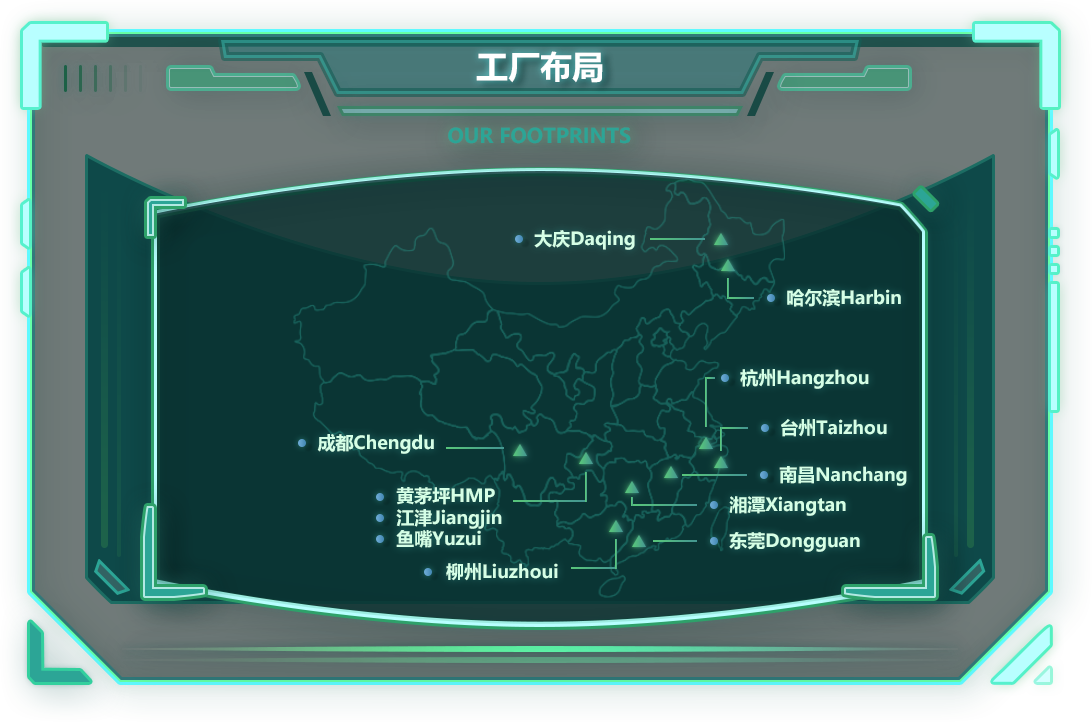 工厂布局
OUR FOOTPRINTS
大庆Daqing
哈尔滨Harbin
杭州Hangzhou
台州Taizhou
成都Chengdu
南昌Nanchang
黄茅坪HMP
湘潭Xiangtan
江津Jiangjin
鱼嘴Yuzui
东莞Dongguan
柳州Liuzhoui